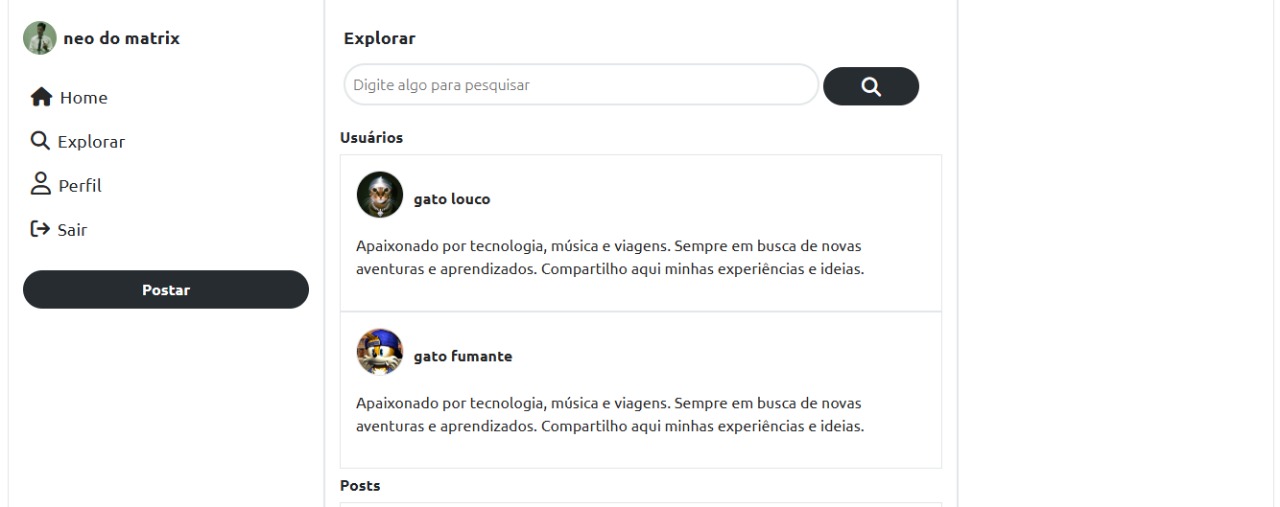 neo do matrix
Home
Explorar
Perfil
Sair
Postar
Explorar
Digite algo para pesquisar
Usuários
gato louco
Apaixonado por tecnologia, música e viagens. Sempre em busca de novas
aventuras e aprendizados. Compartilho aqui minhas experiências e ideias.
gato fumante
Apaixonado por tecnologia, música e viagens. Sempre em busca de novas
aventuras e aprendizados. Compartilho aqui minhas experiências e ideias.
Posts